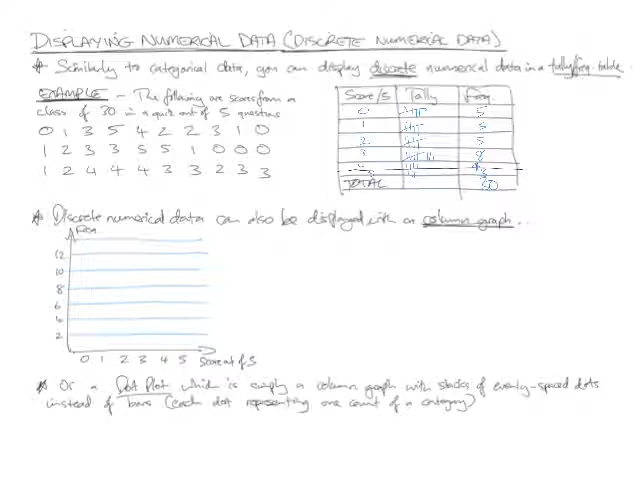 DISPLAYING NUMERICAL DATA (DISCRETE NUMERICAL DATA)
* Similarly to categorical data, you can display discrete numerical data in a tally/freq. table.
EXAMPLE - The following are scores from a
class of 30 in a quiz out of 5 questions
0 1 3 5 4 2 2 3 1 0
1 2 3 3 5 5 1 0 0 0
1 2 4 4 4 3 3 2 3 3
Score/5 Tally Freq.
0 5
1 5
2 5
3 8
TOTAL 30
* Discrete numerical data can also be displayed with a column graph...
Freq
12
10
8
6
4
2
0 1 2 3 4 5 Score out of 5
* Or a Dot Plot which is simply a column graph with stacks of evenly-spaced dots
instead of bars (each dot representing one count of a category)